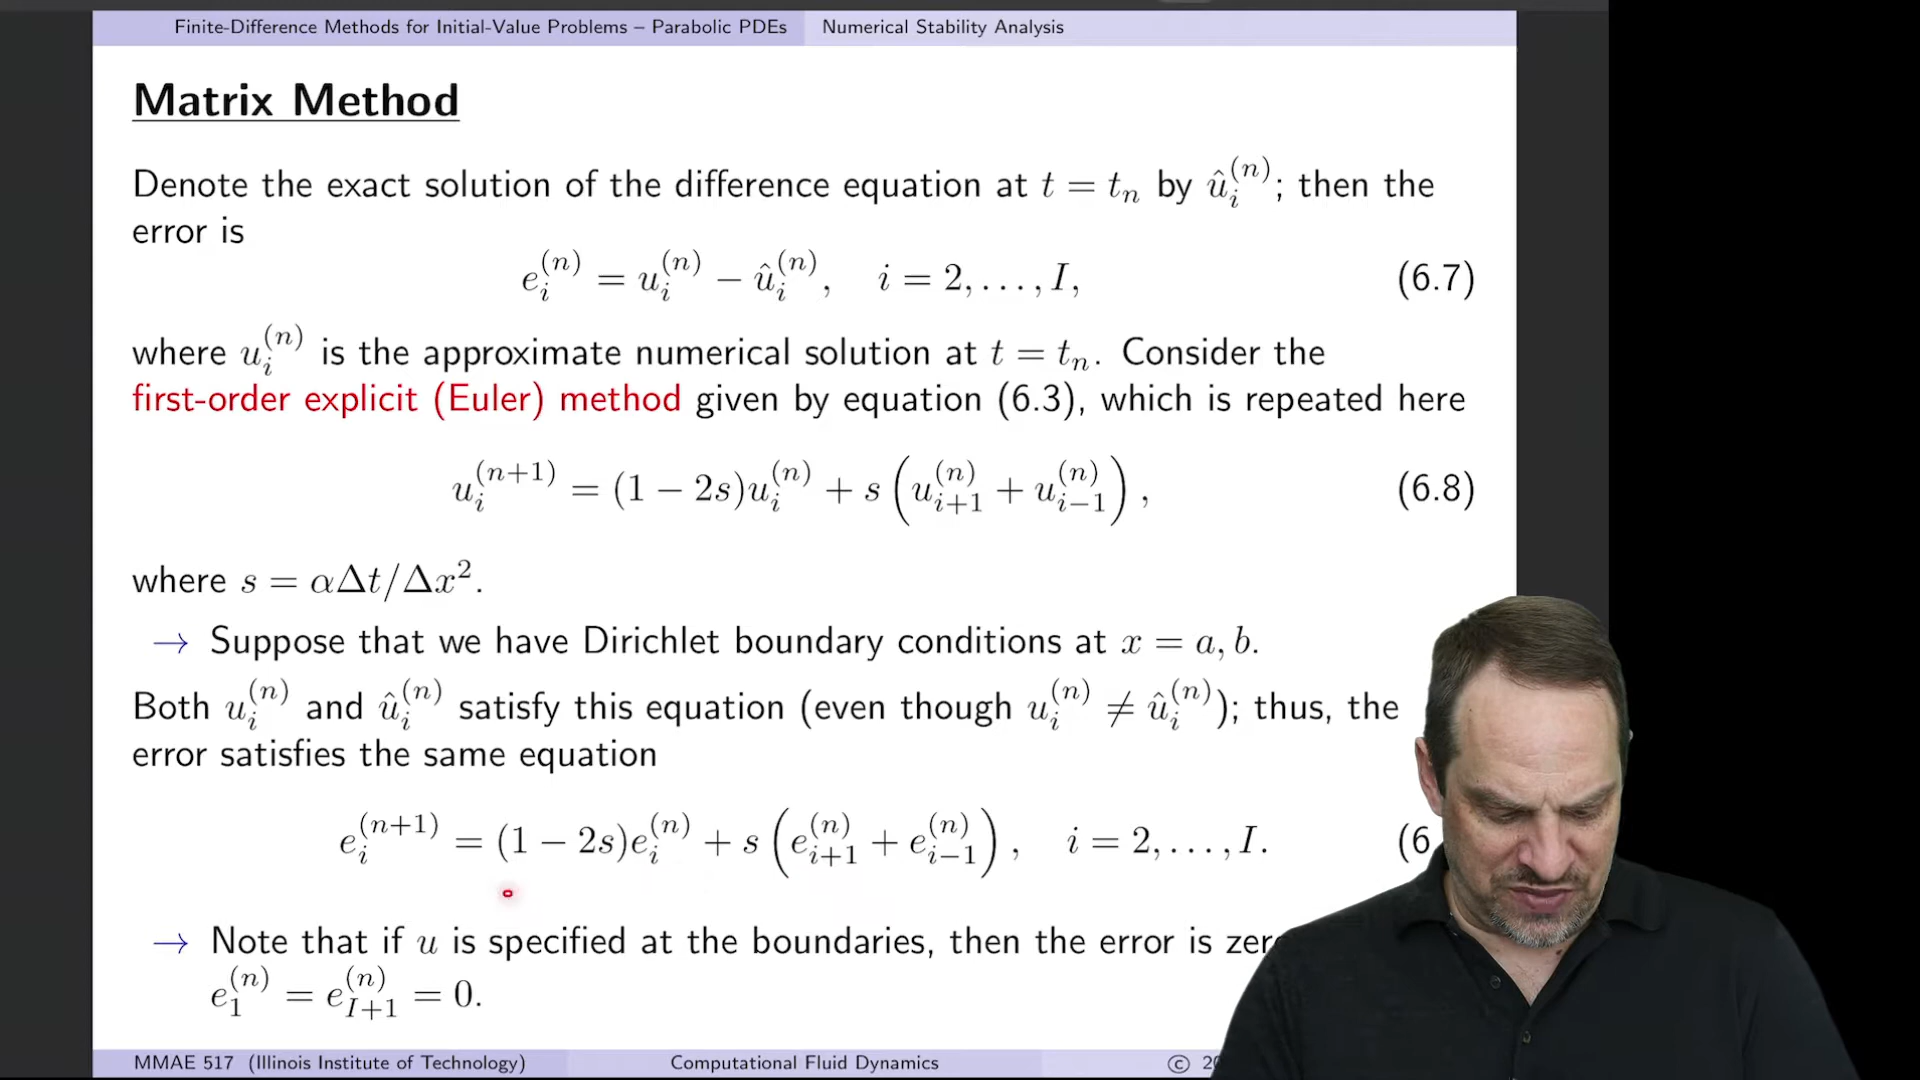 Finite-Difference Methods for Initial-Value Problems – Parabolic PDEs Numerical Stability Analysis
Matrix Method
Denote the exact solution of the difference equation at t = tₙ by û_i^(n); then the
error is
e_i^(n) = u_i^(n) − û_i^(n), i = 2, . . . , I, (6.7)
where u_i^(n) is the approximate numerical solution at t = tₙ. Consider the
first-order explicit (Euler) method given by equation (6.3), which is repeated here
u_i^(n+1) = (1 − 2s)u_i^(n) + s (u_{i+1}^(n) + u_{i−1}^(n)) , (6.8)
where s = αΔt/Δx².
→ Suppose that we have Dirichlet boundary conditions at x = a, b.
Both u_i^(n) and û_i^(n) satisfy this equation (even though u_i^(n) ≠ û_i^(n)); thus, the
error satisfies the same equation
e_i^(n+1) = (1 − 2s)e_i^(n) + s (e_{i+1}^(n) + e_{i−1}^(n)) , i = 2, . . . , I. (6
→ Note that if u is specified at the boundaries, then the error is
e_1^(n) = e_{I+1}^(n) = 0.
MMAE 517 (Illinois Institute of Technology) Computational Fluid Dynamics ©